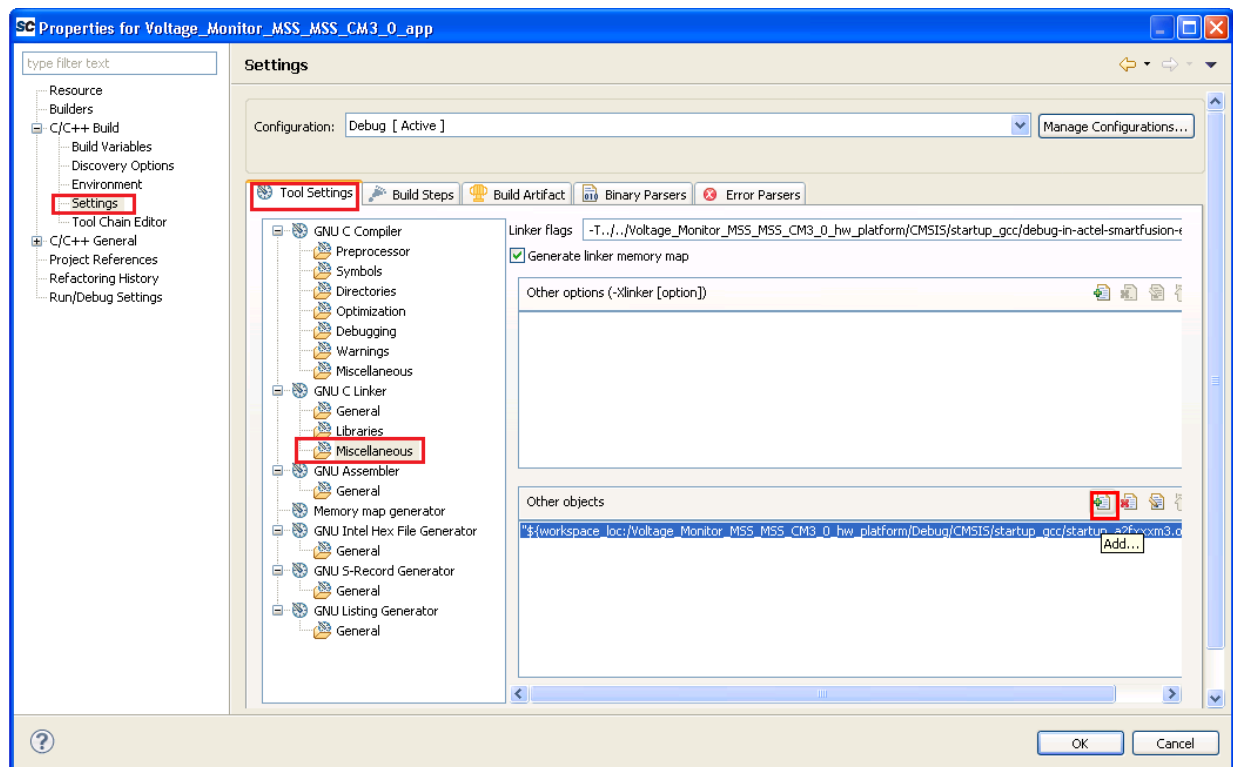 SC Properties for Voltage_Monitor_MSS_MSS_CM3_0_app
type filter text
Settings
Resource
Builders
C/C++ Build
Build Variables
Discovery Options
Environment
Settings
Tool Chain Editor
C/C++ General
Project References
Refactoring History
Run/Debug Settings
Configuration: Debug [ Active ]
Manage Configurations...
Tool Settings Build Steps Build Artifact Binary Parsers Error Parsers
GNU C Compiler
Preprocessor
Symbols
Directories
Optimization
Debugging
Warnings
Miscellaneous
GNU C Linker
General
Libraries
Miscellaneous
GNU Assembler
General
Memory map generator
GNU Intel Hex File Generator
General
GNU S-Record Generator
General
GNU Listing Generator
General
Linker flags -T../../Voltage_Monitor_MSS_MSS_CM3_0_hw_platform/CMSIS/startup_gcc/debug-in-actel-smartfusion-e
Generate linker memory map
Other options (-Xlinker [option])
Other objects
"${workspace_loc:/Voltage_Monitor_MSS_MSS_CM3_0_hw_platform/Debug/CMSIS/startup_gcc/startup_a2fxxxm3.o
Add...
OK Cancel